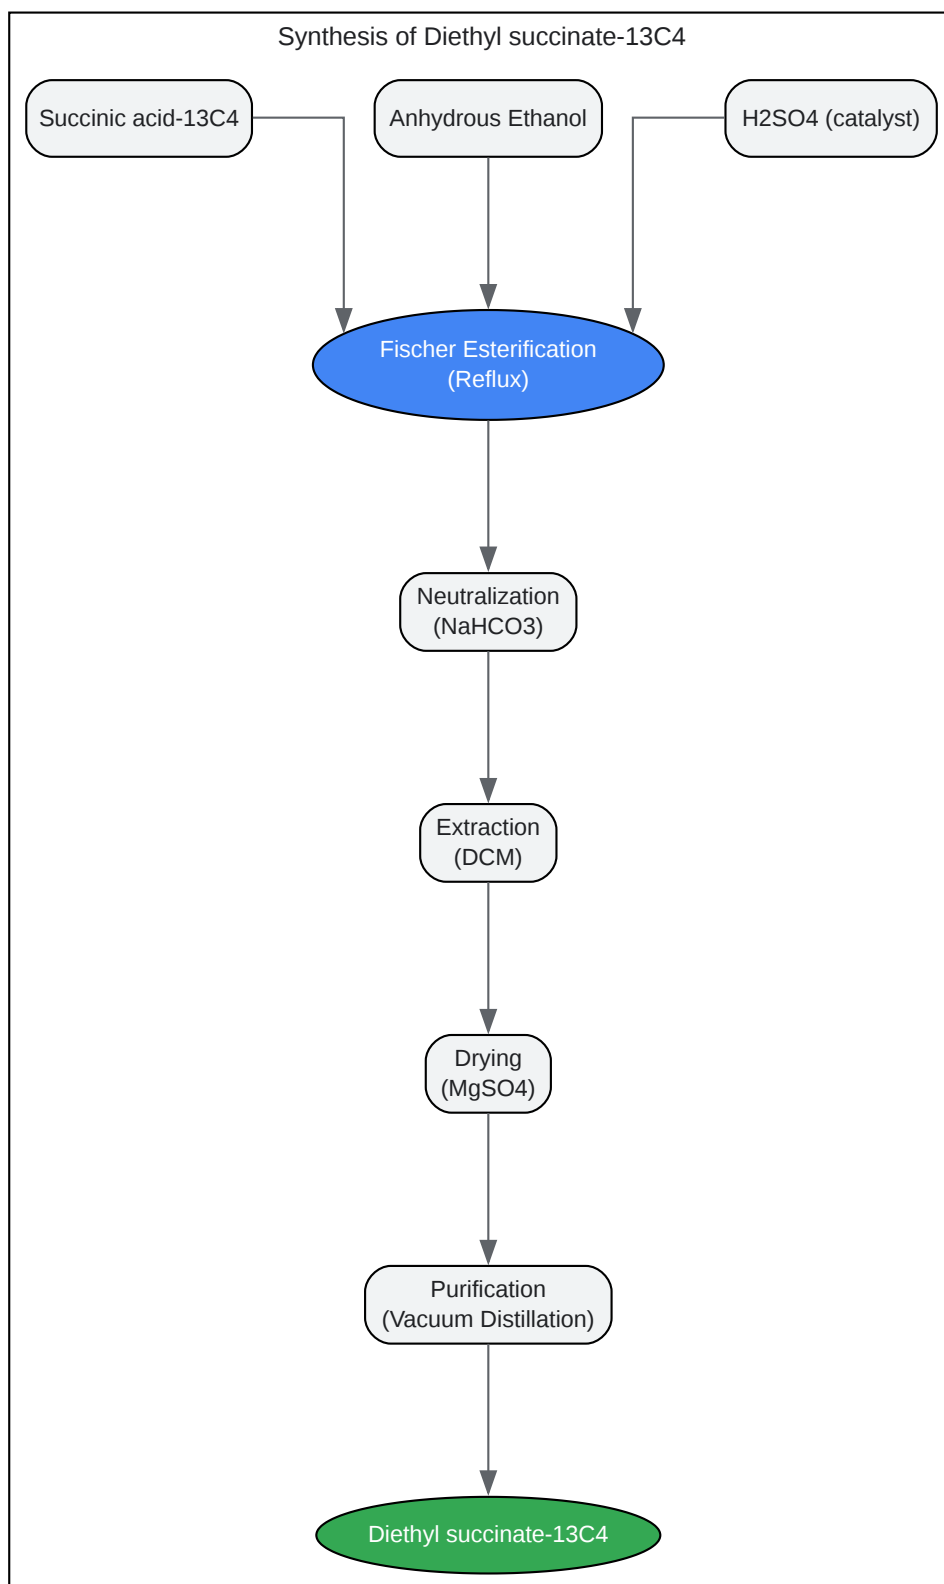 Synthesis of Diethyl succinate-13C4
Succinic acid-13C4
Anhydrous Ethanol
H2SO4 (catalyst)
Fischer Esterification
(Reflux)
Neutralization
(NaHCO3)
Extraction
(DCM)
Drying
(MgSO4)
Purification
(Vacuum Distillation)
Diethyl succinate-13C4